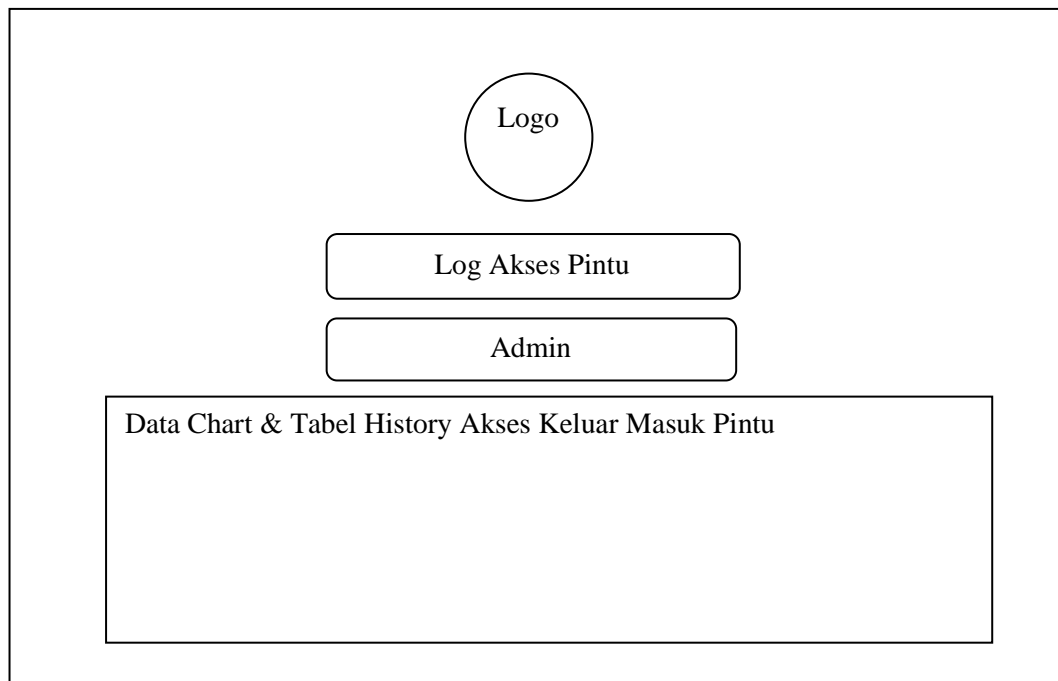 Logo
Log Akses Pintu
Admin
Data Chart & Tabel History Akses Keluar Masuk Pintu